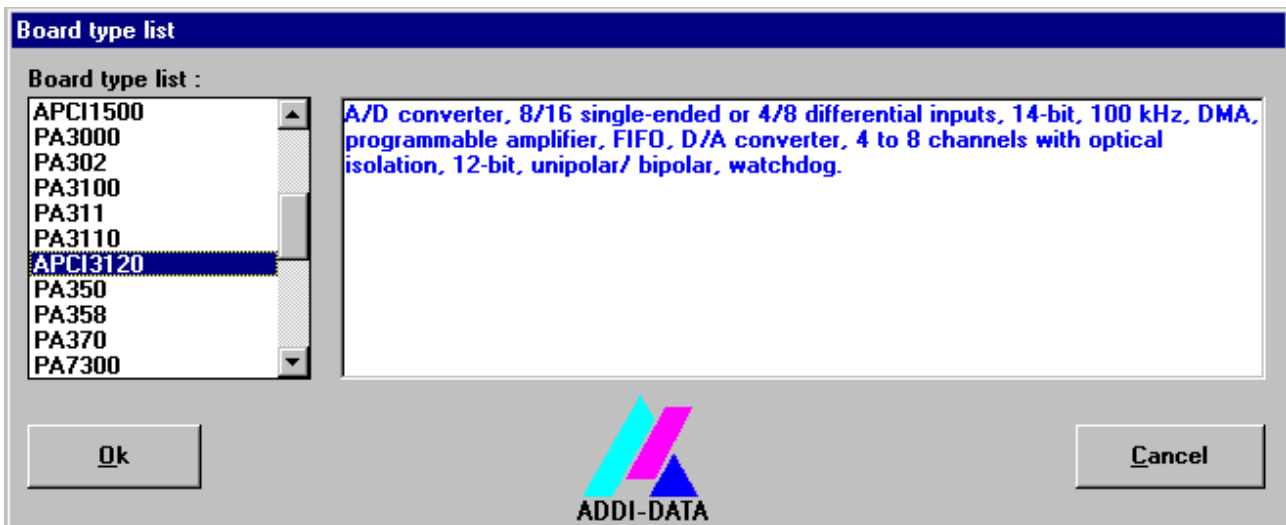 Board type list
Board type list :
APCI1500
PA3000
PA302
PA3100
PA311
PA3110
APCI3120
PA350
PA358
PA370
PA7300
A/D converter, 8/16 single-ended or 4/8 differential inputs, 14-bit, 100 kHz, DMA,
programmable amplifier, FIFO, D/A converter, 4 to 8 channels with optical
isolation, 12-bit, unipolar/ bipolar, watchdog.
Ok
ADDI-DATA
Cancel